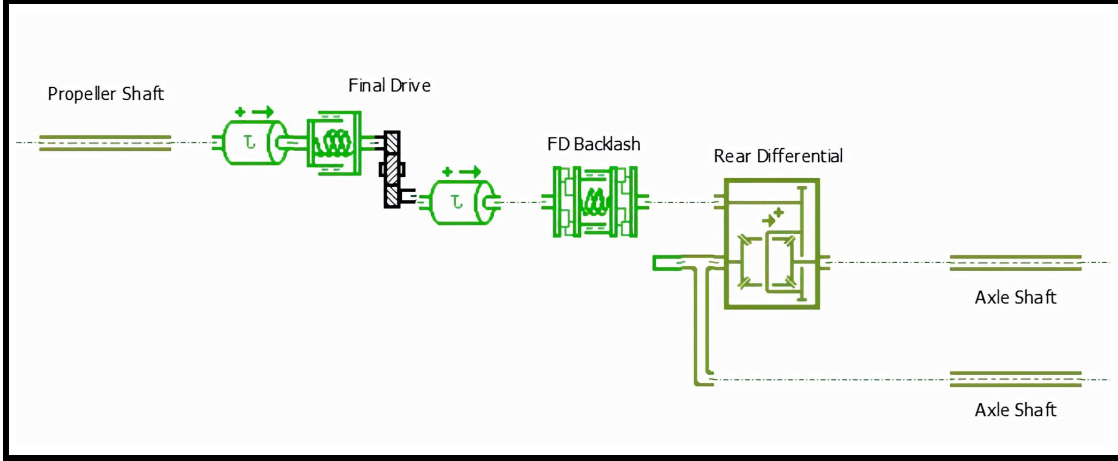 Propeller Shaft
Final Drive
FD Backlash
Rear Differential
Axle Shaft
Axle Shaft